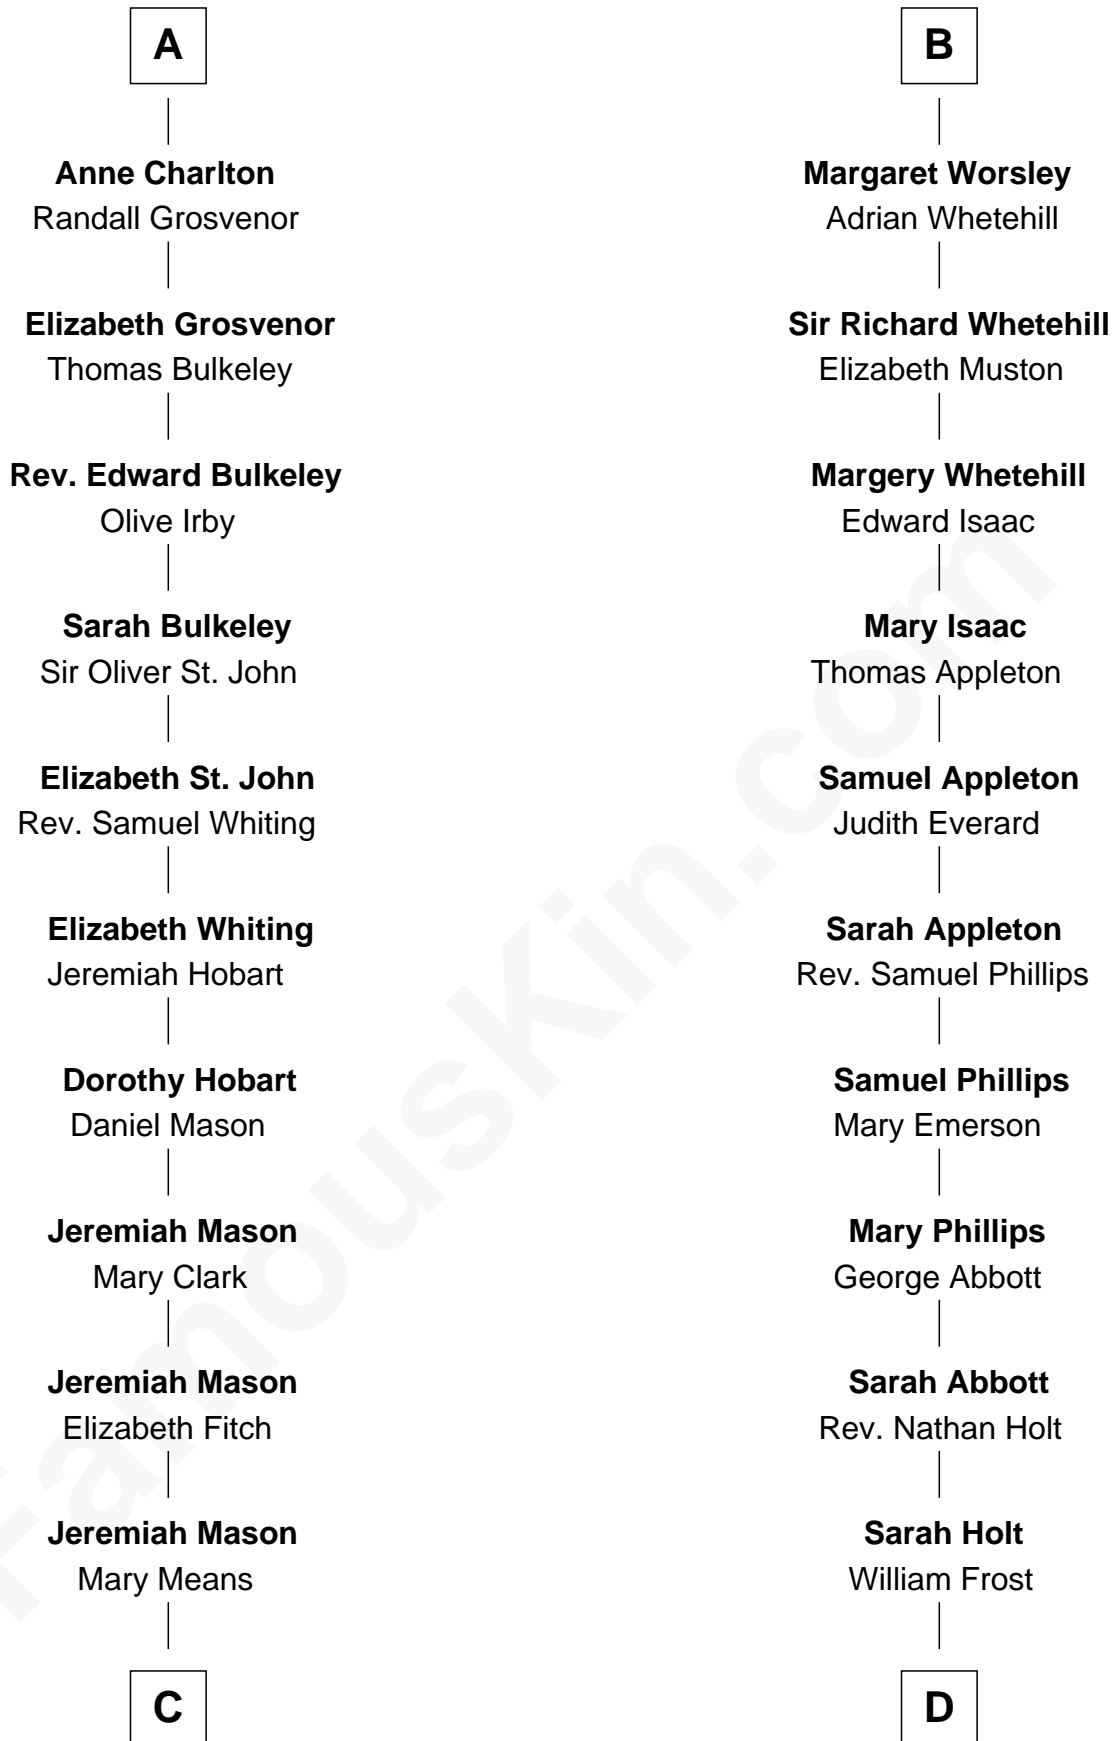 A
Anne Charlton
Randall Grosvenor
Elizabeth Grosvenor
Thomas Bulkeley
Rev. Edward Bulkeley
Olive Irby
Sarah Bulkeley
Sir Oliver St. John
Elizabeth St. John
Rev. Samuel Whiting
Elizabeth Whiting
Jeremiah Hobart
Dorothy Hobart
Daniel Mason
Jeremiah Mason
Mary Clark
Jeremiah Mason
Elizabeth Fitch
Jeremiah Mason
Mary Means
C
B
Margaret Worsley
Adrian Whetehill
Sir Richard Whetehill
Elizabeth Muston
Margery Whetehill
Edward Isaac
Mary Isaac
Thomas Appleton
Samuel Appleton
Judith Everard
Sarah Appleton
Rev. Samuel Phillips
Samuel Phillips
Mary Emerson
Mary Phillips
George Abbott
Sarah Abbott
Rev. Nathan Holt
Sarah Holt
William Frost
D
FamousKin.com